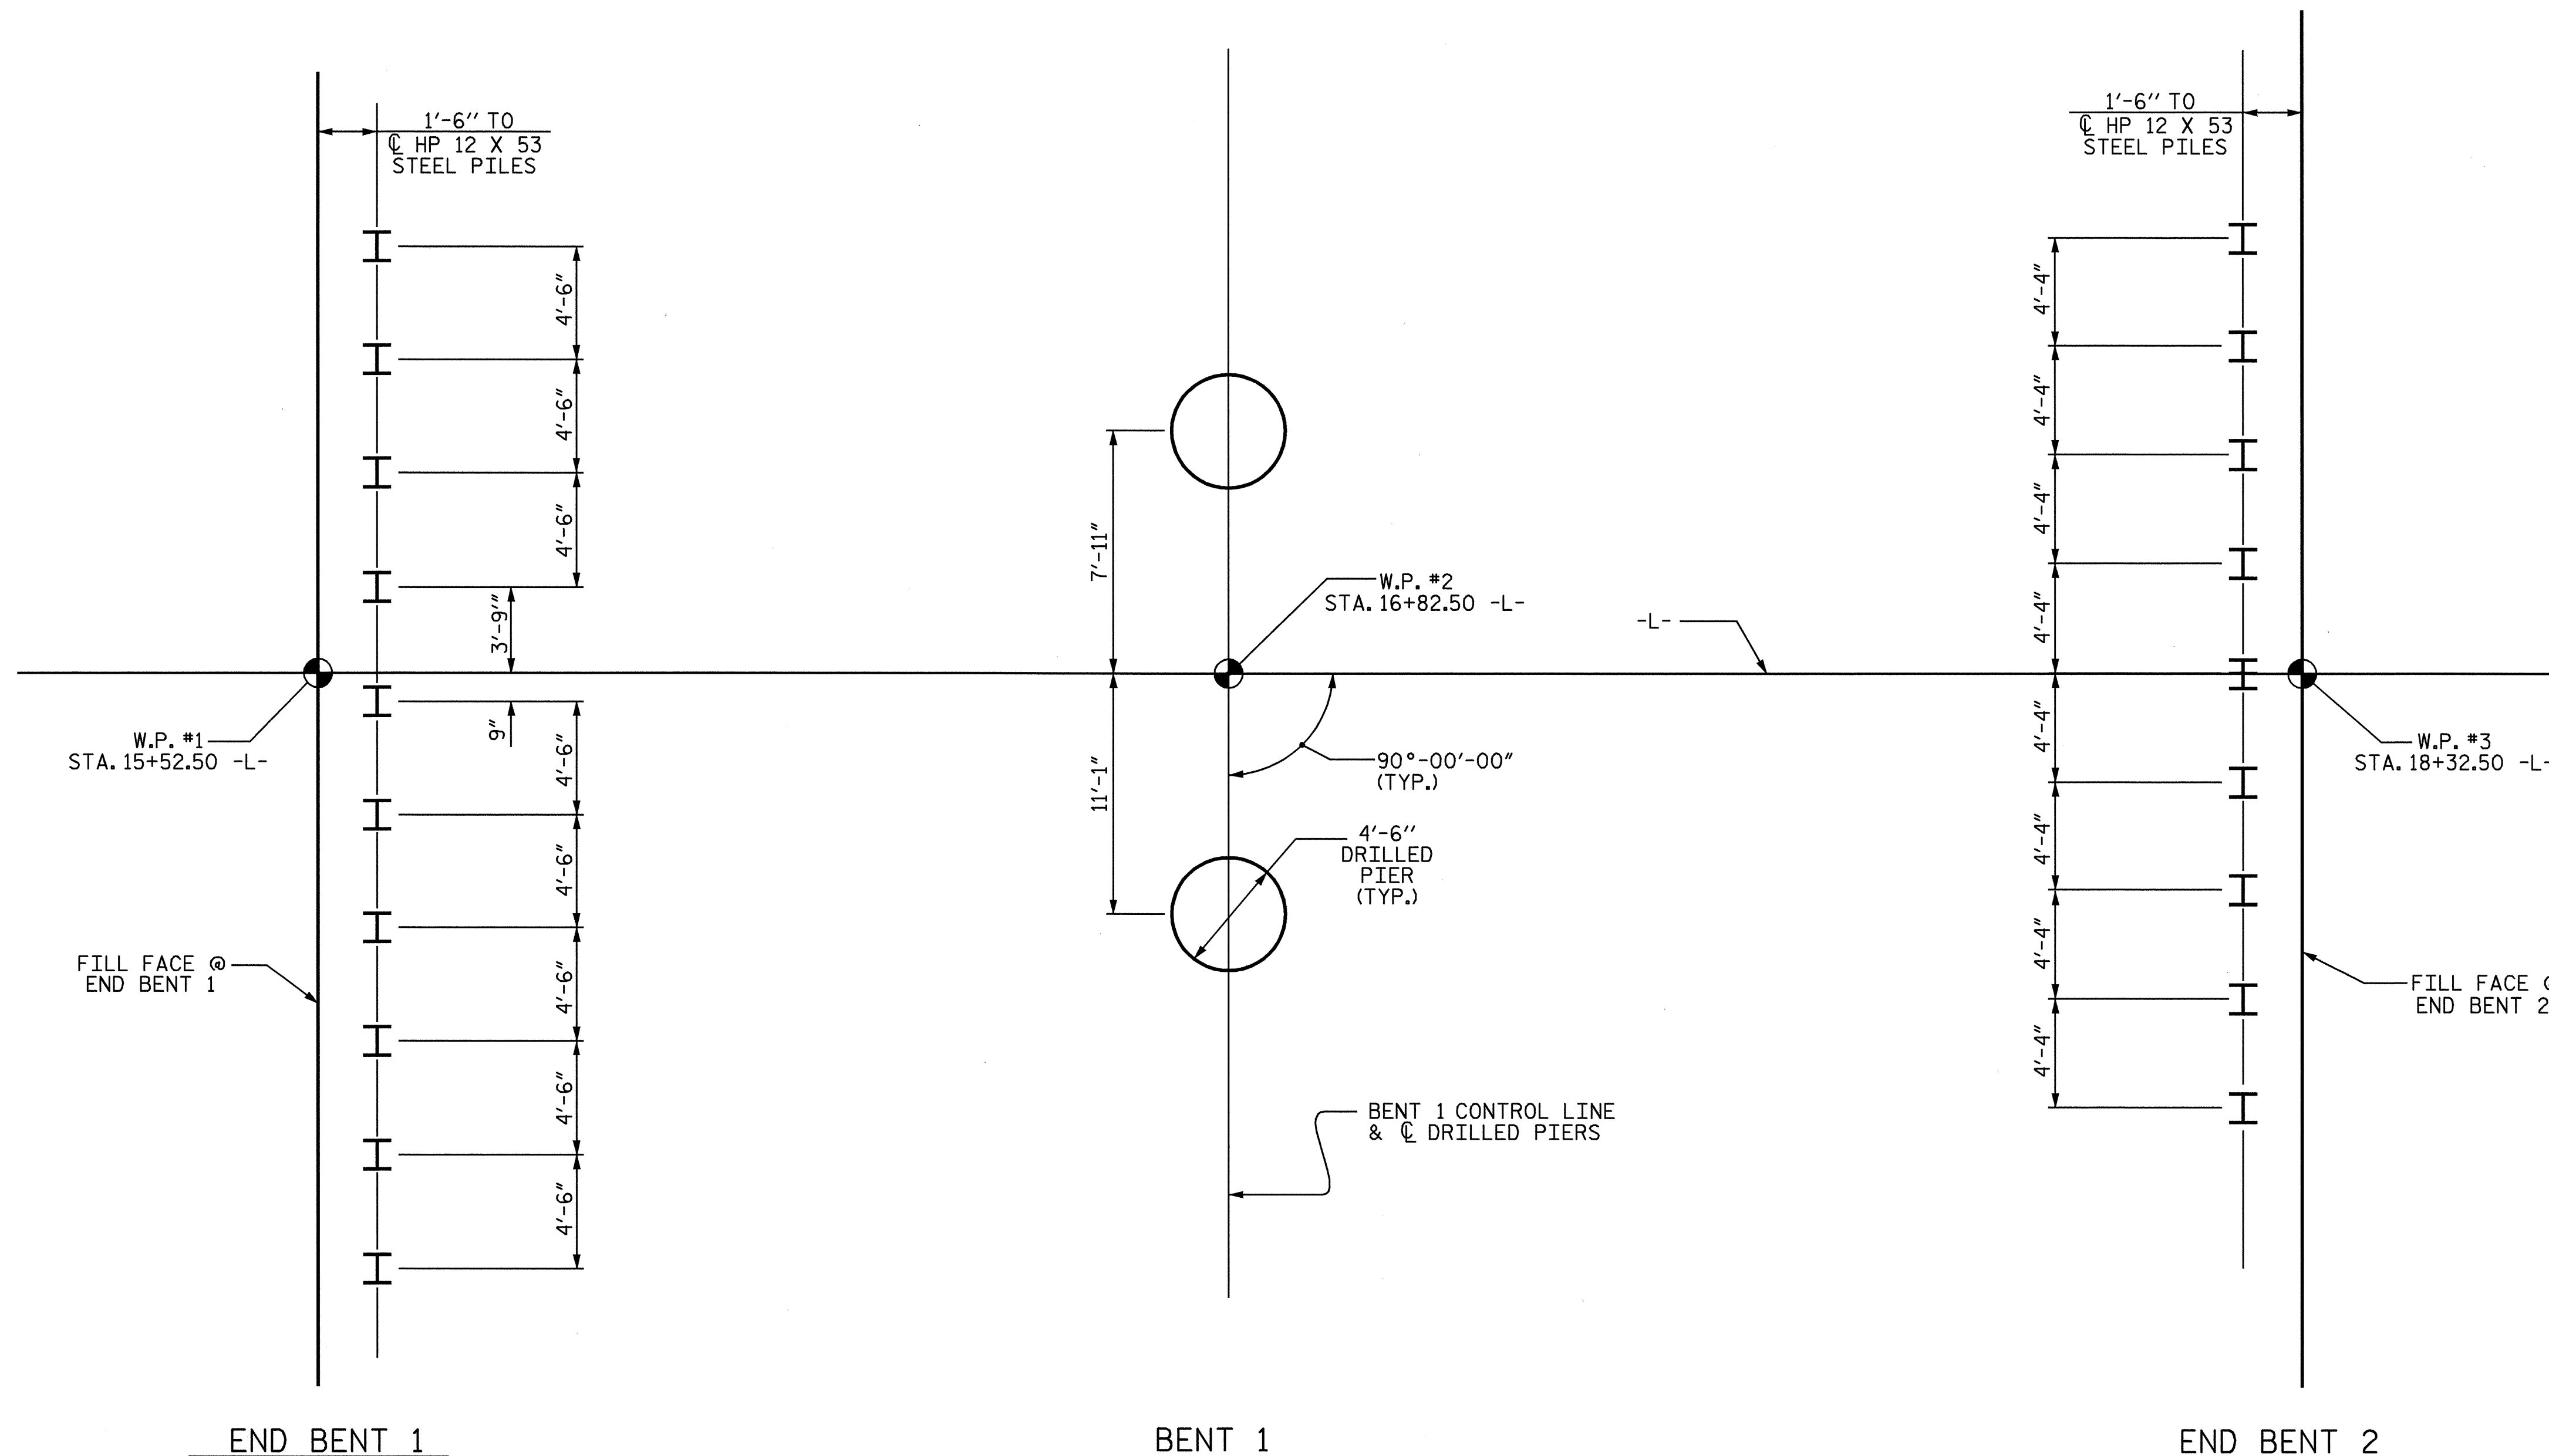 1'-6" TO
℄ HP 12 X 53
STEEL PILES
4'-6"
4'-6"
4'-6"
3'-9'"
9"
4'-6"
4'-6"
4'-6"
4'-6"
4'-6"
W.P. #1
STA. 15+52.50 -L-
FILL FACE @
END BENT 1
END BENT 1
7'-11"
11'-1"
W.P. #2
STA. 16+82.50 -L-
-L-
90°-00'-00"
(TYP.)
4'-6"
DRILLED
PIER
(TYP.)
BENT 1 CONTROL LINE
& ℄ DRILLED PIERS
BENT 1
1'-6" TO
℄ HP 12 X 53
STEEL PILES
4'-4"
4'-4"
4'-4"
4'-4"
4'-4"
4'-4"
4'-4"
4'-4"
W.P. #3
STA. 18+32.50 -L-
FILL FACE
END BENT 2
END BENT 2